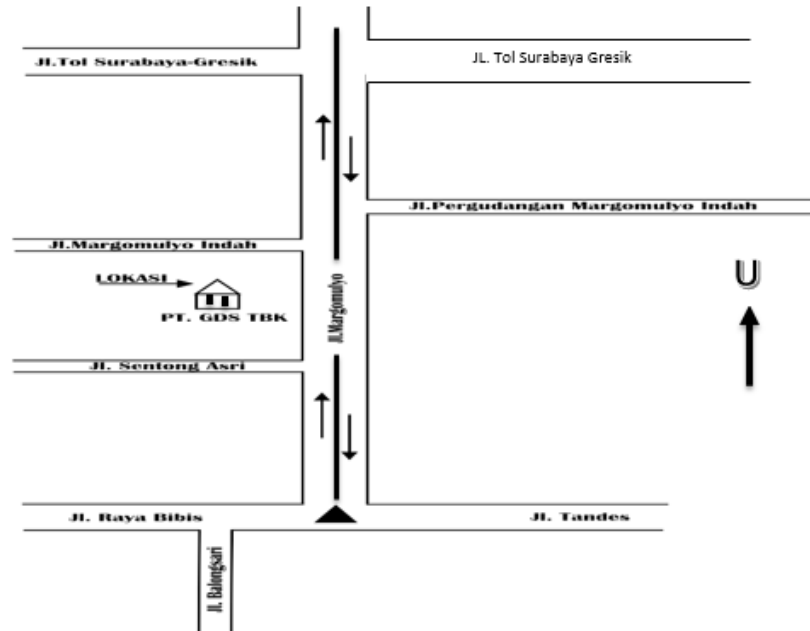 Jl.Tol Surabaya-Gresik
JL. Tol Surabaya Gresik
Jl.Pergudangan Margomulyo Indah
Jl.Margomulyo Indah
LOKASI
PT. GDS TBK
Jl.Margomulyo
U
Jl. Sentong Asri
Jl. Raya Bibis
Jl. Tandes
Jl. Balongsari